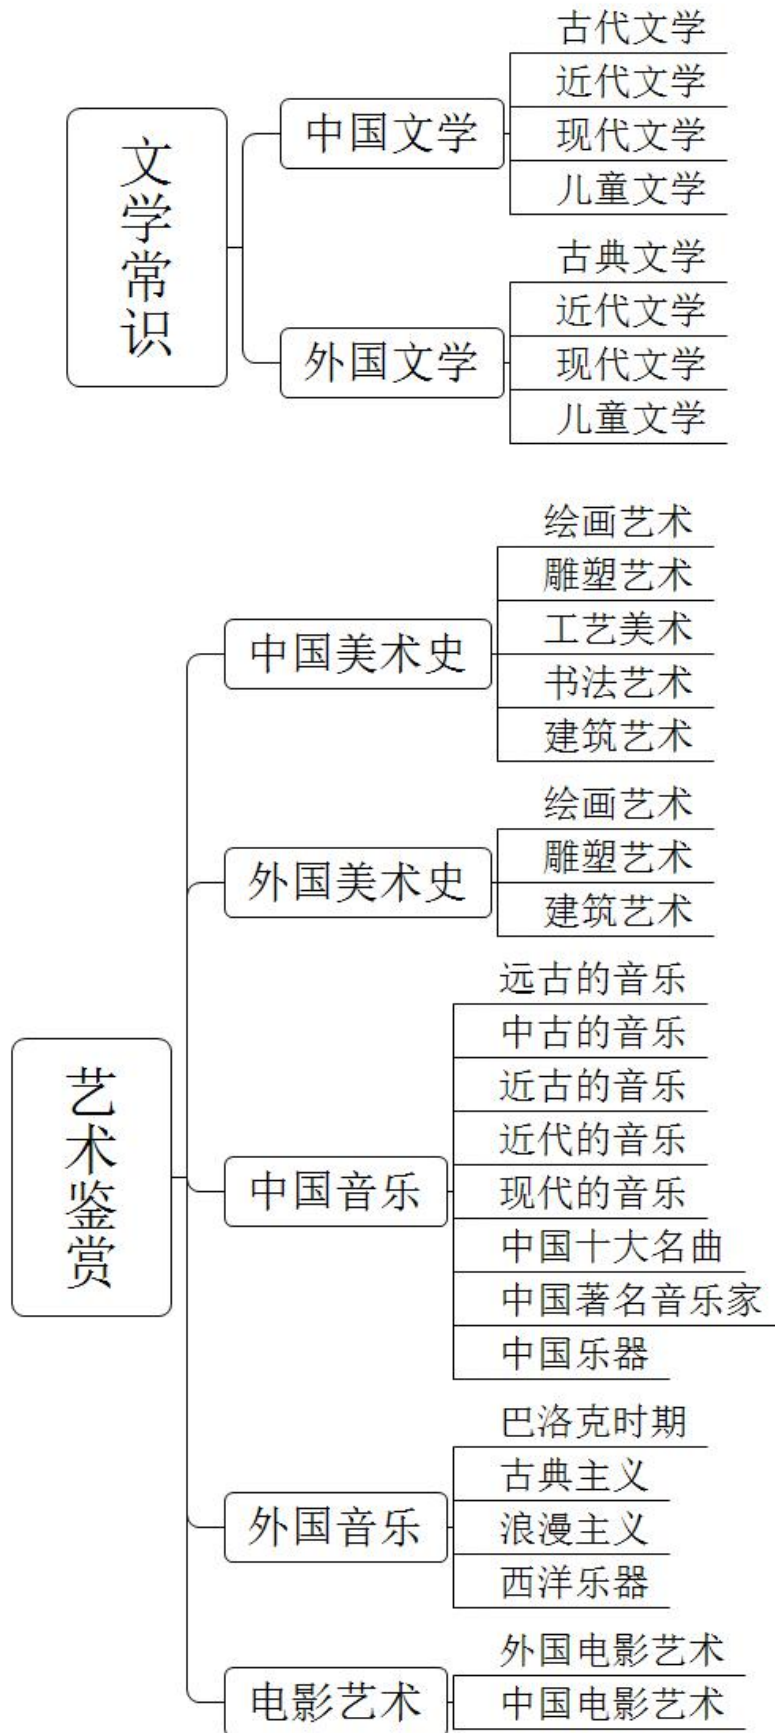 文学常识
中国文学
古代文学
近代文学
现代文学
儿童文学
外国文学
古典文学
近代文学
现代文学
儿童文学
艺术鉴赏
中国美术史
绘画艺术
雕塑艺术
工艺美术
书法艺术
建筑艺术
外国美术史
绘画艺术
雕塑艺术
建筑艺术
中国音乐
远古的音乐
中古的音乐
近古的音乐
近代的音乐
现代的音乐
中国十大名曲
中国著名音乐家
中国乐器
外国音乐
巴洛克时期
古典主义
浪漫主义
西洋乐器
电影艺术
外国电影艺术
中国电影艺术